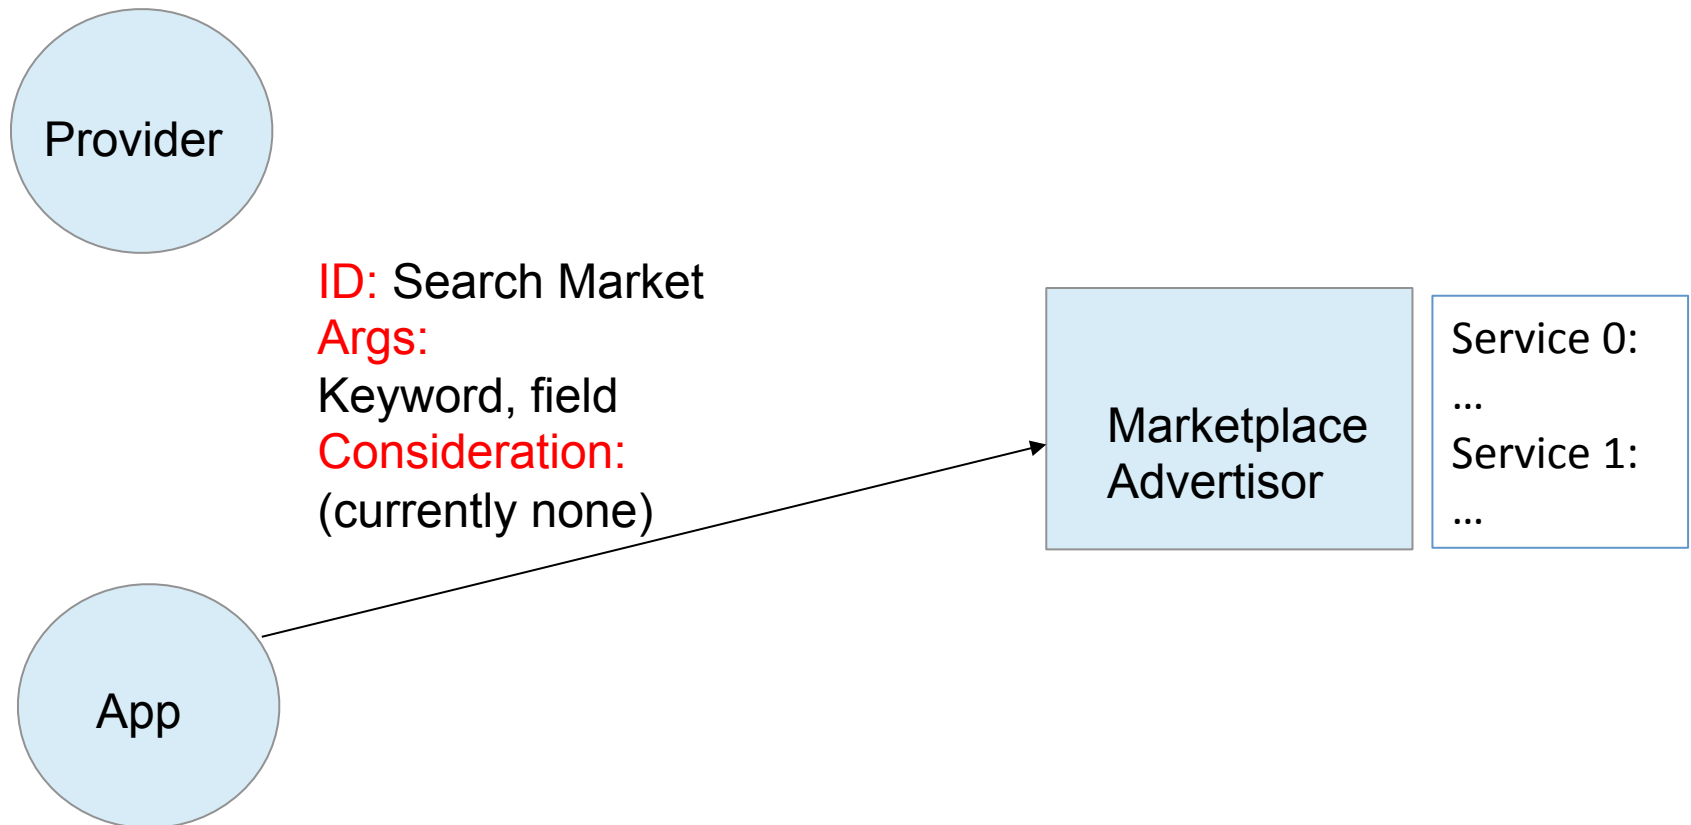 Provider
ID: Search Market
Args:
Keyword, field
Consideration:
(currently none)
Marketplace
Advertisor
Service 0:
...
Service 1:
...
App